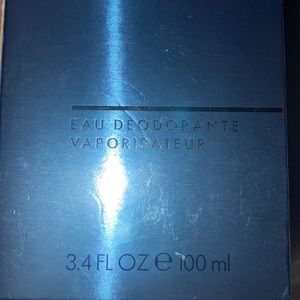 EAU DEODORANTE
VAPORISATEUR
3.4 FL OZ ℮ 100 ml